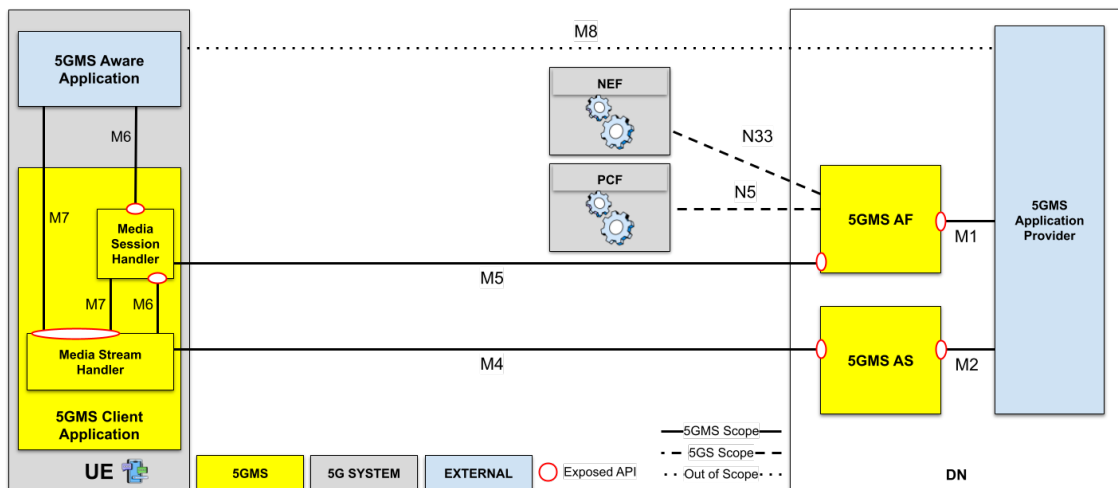 M8
5GMS Aware
Application
NEF
M6
N33
PCF
N5
M7
Media
Session
Handler
5GMS AF
M1
5GMS
Application
Provider
M5
M7
M6
Media Stream
Handler
M4
5GMS AS
M2
5GMS Client
Application
UE
5GMS
5G SYSTEM
EXTERNAL
Exposed API
5GMS Scope
5GS Scope
Out of Scope
DN